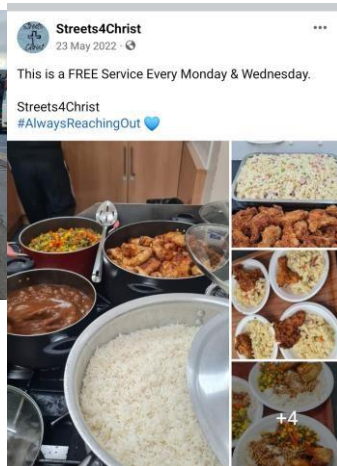 Streets4Christ
23 May 2022 ·
This is a FREE Service Every Monday & Wednesday.
Streets4Christ
#AlwaysReachingOut
+4